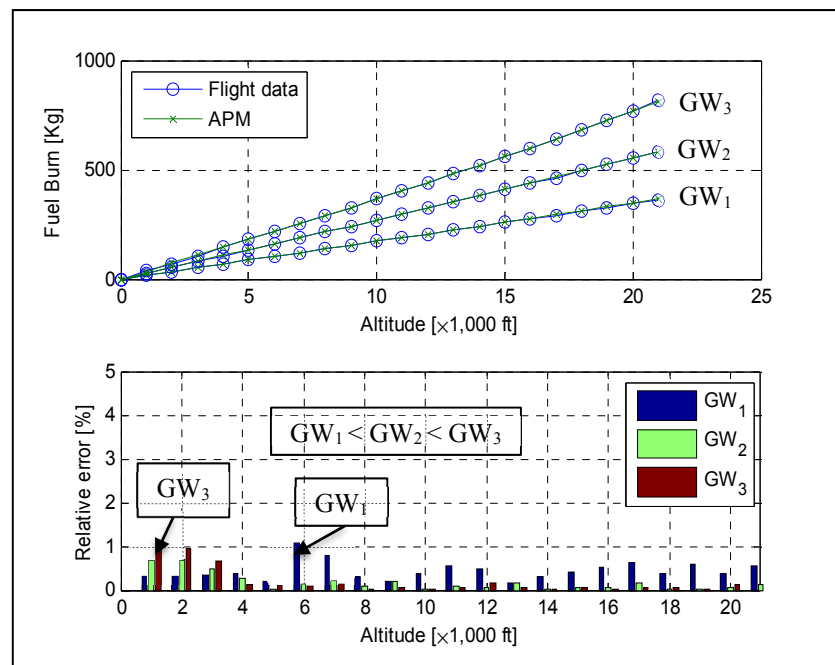 1000
500
0
Fuel Burn [Kg]
Flight data
APM
GW3
GW2
GW1
0 5 10 15 20 25
Altitude [×1,000 ft]
5
4
3
2
1
0
Relative error [%]
GW1 < GW2 < GW3
GW3
GW1
GW1
GW2
GW3
0 2 4 6 8 10 12 14 16 18 20
Altitude [×1,000 ft]